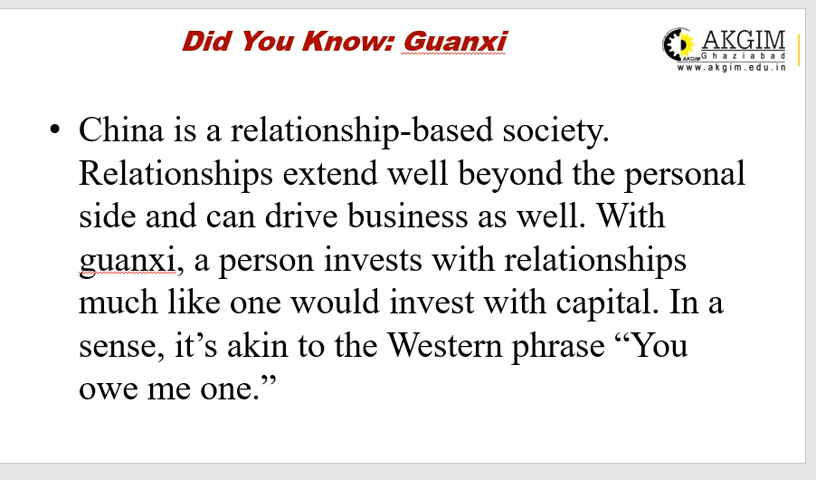 Did You Know: Guanxi
AKGIM
Ghaziabad
AKGIM
www.akgim.edu.in
• China is a relationship-based society.
Relationships extend well beyond the personal
side and can drive business as well. With
guanxi, a person invests with relationships
much like one would invest with capital. In a
sense, it’s akin to the Western phrase “You
owe me one.”